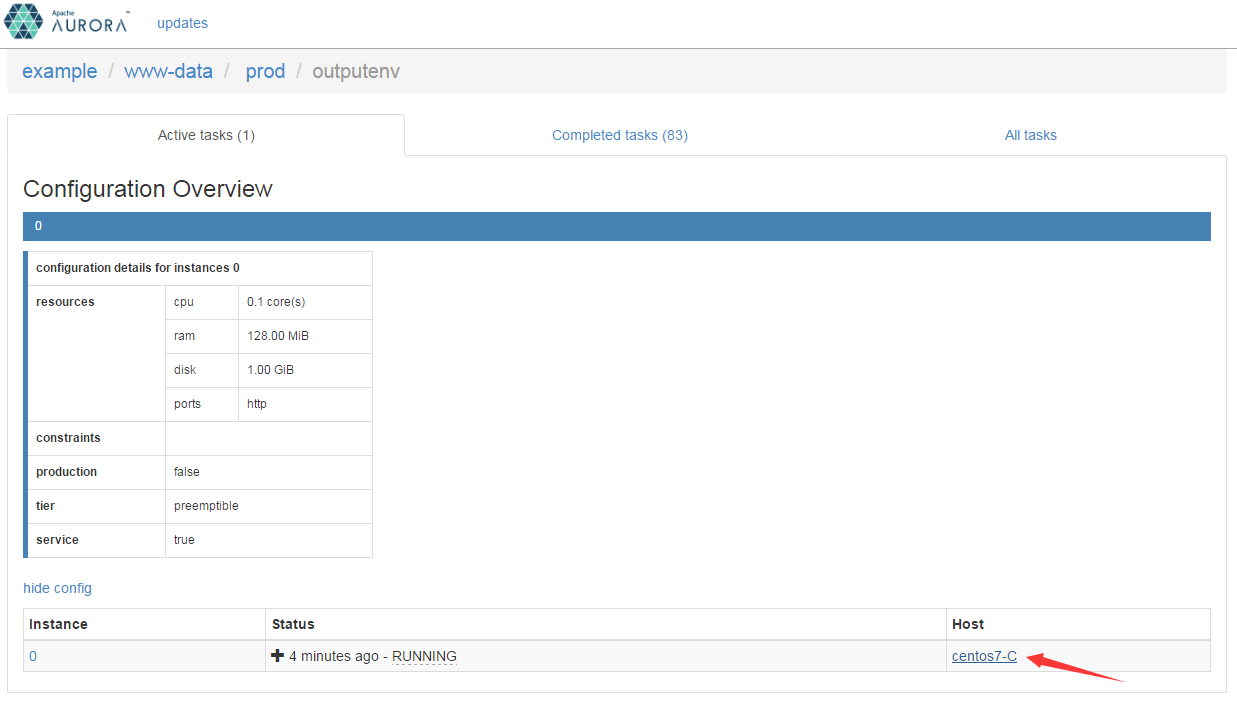 Apache
AURORA™ updates
example / www-data / prod / outputenv
Active tasks (1) Completed tasks (83) All tasks
Configuration Overview
0
configuration details for instances 0
resources cpu 0.1 core(s)
ram 128.00 MiB
disk 1.00 GiB
ports http
constraints
production false
tier preemptible
service true
hide config
Instance Status Host
0 4 minutes ago - RUNNING centos7-C